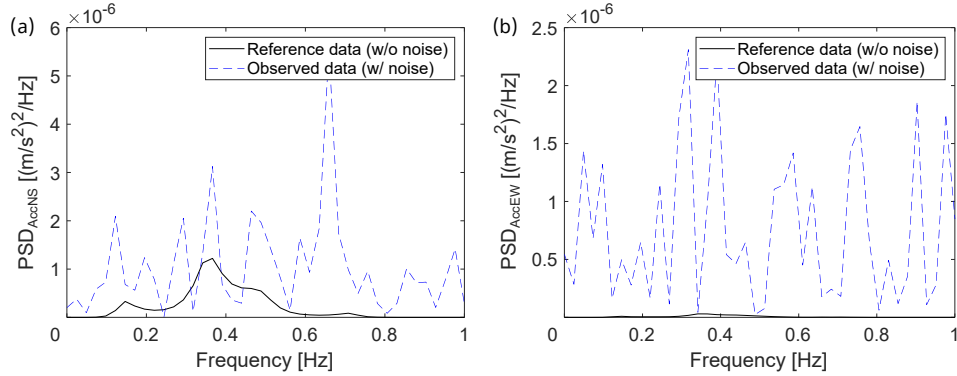 (a)
×10⁻⁶
6
5
4
3
2
1
0
0.2
0.4
0.6
0.8
1
PSD_AccNS [(m/s²)²/Hz]
Frequency [Hz]
Reference data (w/o noise)
Observed data (w/ noise)
(b)
×10⁻⁶
2.5
2
1.5
1
0.5
0
0.2
0.4
0.6
0.8
1
PSD_AccEW [(m/s²)²/Hz]
Frequency [Hz]
Reference data (w/o noise)
Observed data (w/ noise)